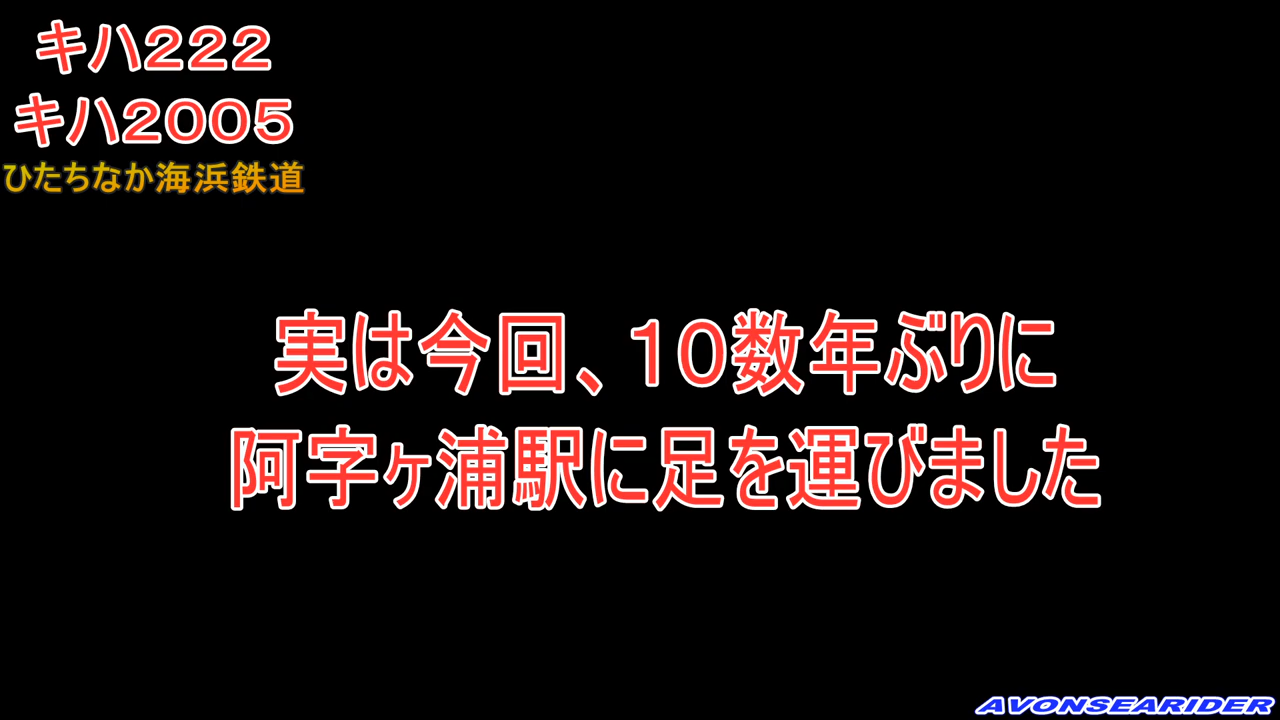 キハ２２２
キハ２００５
ひたちなか海浜鉄道
実は今回、１０数年ぶりに
阿字ヶ浦駅に足を運びました
AVONSEARIDER